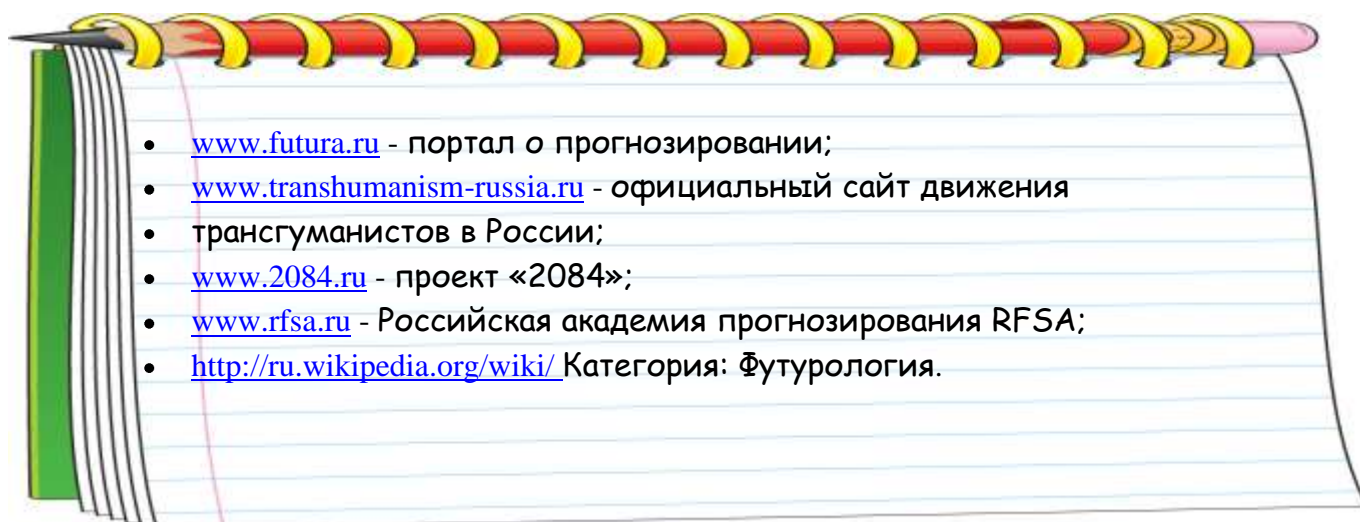 • www.futura.ru - портал о прогнозировании;
• www.transhumanism-russia.ru - официальный сайт движения
• трансгуманистов в России;
• www.2084.ru - проект «2084»;
• www.rfsa.ru - Российская академия прогнозирования RFSA;
• http://ru.wikipedia.org/wiki/ Категория: Футурология.